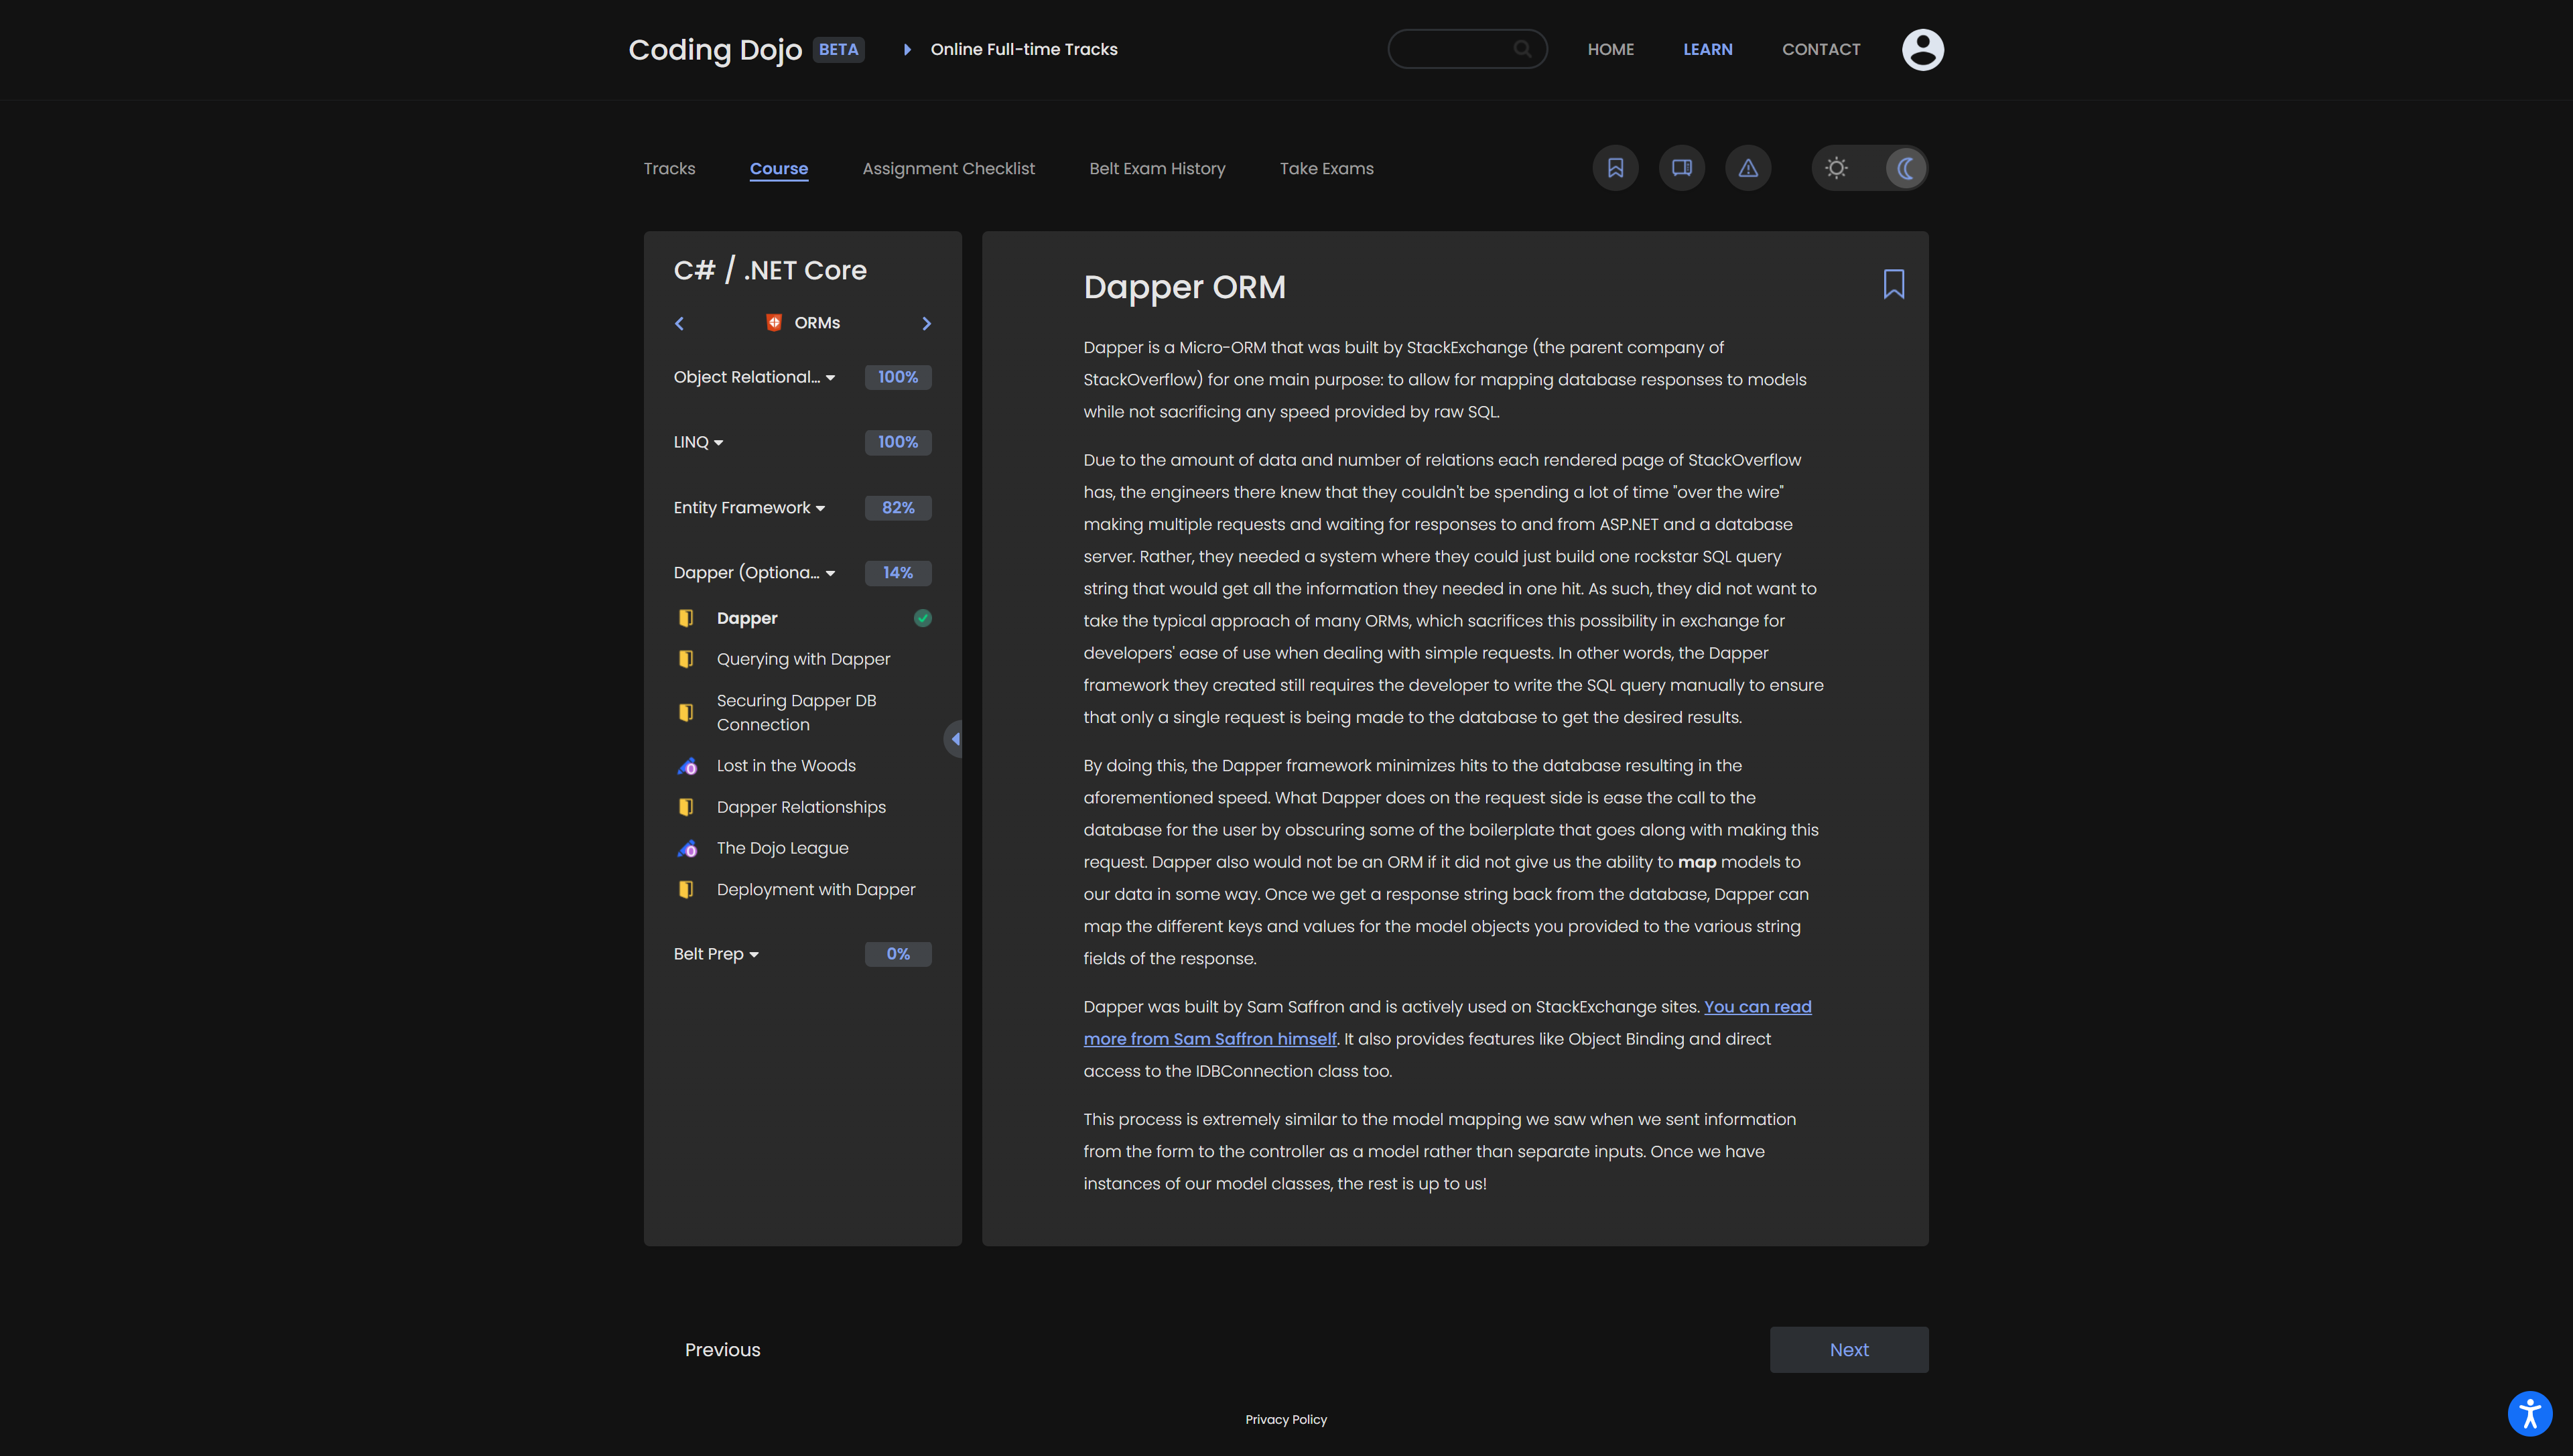 Coding Dojo BETA Online Full-time Tracks HOME LEARN CONTACT
Tracks Course Assignment Checklist Belt Exam History Take Exams
C# / .NET Core
ORMs
Object Relational... 100%
LINQ 100%
Entity Framework 82%
Dapper (Optiona... 14%
Dapper
Querying with Dapper
Securing Dapper DB
Connection
Lost in the Woods
Dapper Relationships
The Dojo League
Deployment with Dapper
Belt Prep 0%
Dapper ORM
Dapper is a Micro-ORM that was built by StackExchange (the parent company of
StackOverflow) for one main purpose: to allow for mapping database responses to models
while not sacrificing any speed provided by raw SQL.
Due to the amount of data and number of relations each rendered page of StackOverflow
has, the engineers there knew that they couldn't be spending a lot of time "over the wire"
making multiple requests and waiting for responses to and from ASP.NET and a database
server. Rather, they needed a system where they could just build one rockstar SQL query
string that would get all the information they needed in one hit. As such, they did not want to
take the typical approach of many ORMs, which sacrifices this possibility in exchange for
developers' ease of use when dealing with simple requests. In other words, the Dapper
framework they created still requires the developer to write the SQL query manually to ensure
that only a single request is being made to the database to get the desired results.
By doing this, the Dapper framework minimizes hits to the database resulting in the
aforementioned speed. What Dapper does on the request side is ease the call to the
database for the user by obscuring some of the boilerplate that goes along with making this
request. Dapper also would not be an ORM if it did not give us the ability to map models to
our data in some way. Once we get a response string back from the database, Dapper can
map the different keys and values for the model objects you provided to the various string
fields of the response.
Dapper was built by Sam Saffron and is actively used on StackExchange sites. You can read
more from Sam Saffron himself. It also provides features like Object Binding and direct
access to the IDBConnection class too.
This process is extremely similar to the model mapping we saw when we sent information
from the form to the controller as a model rather than separate inputs. Once we have
instances of our model classes, the rest is up to us!
Previous Next
Privacy Policy